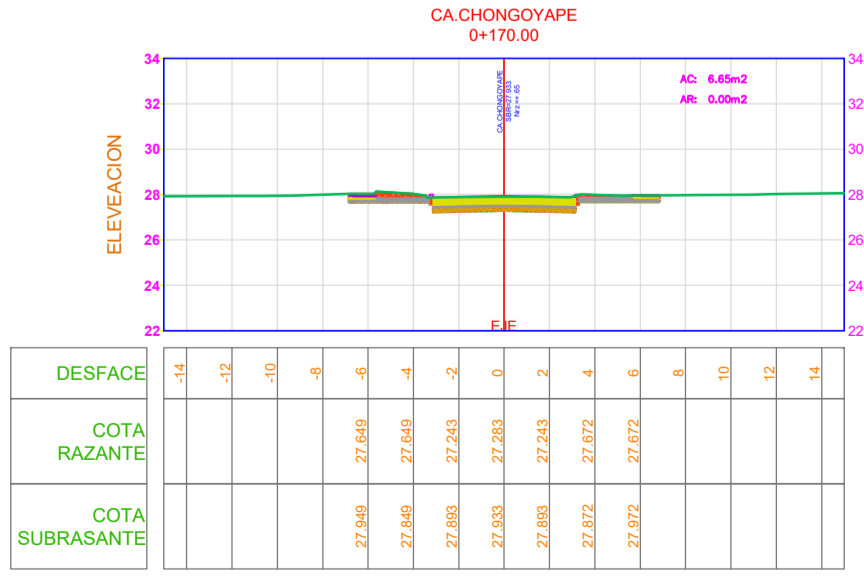 CA.CHONGOYAPE
0+170.00
34
32
30
28
26
24
22
ELEVEACION
CA.CHONGOYAPE
SBR=27.933
AC: 6.65m2
AR: 0.00m2
34
32
30
28
26
24
22
EJE
DESFACE -14 -12 -10 -8 -6 -4 -2 0 2 4 6 8 10 12 14
COTA RAZANTE 27.649 27.649 27.243 27.283 27.243 27.672 27.672
COTA SUBRASANTE 27.949 27.849 27.893 27.933 27.893 27.872 27.972